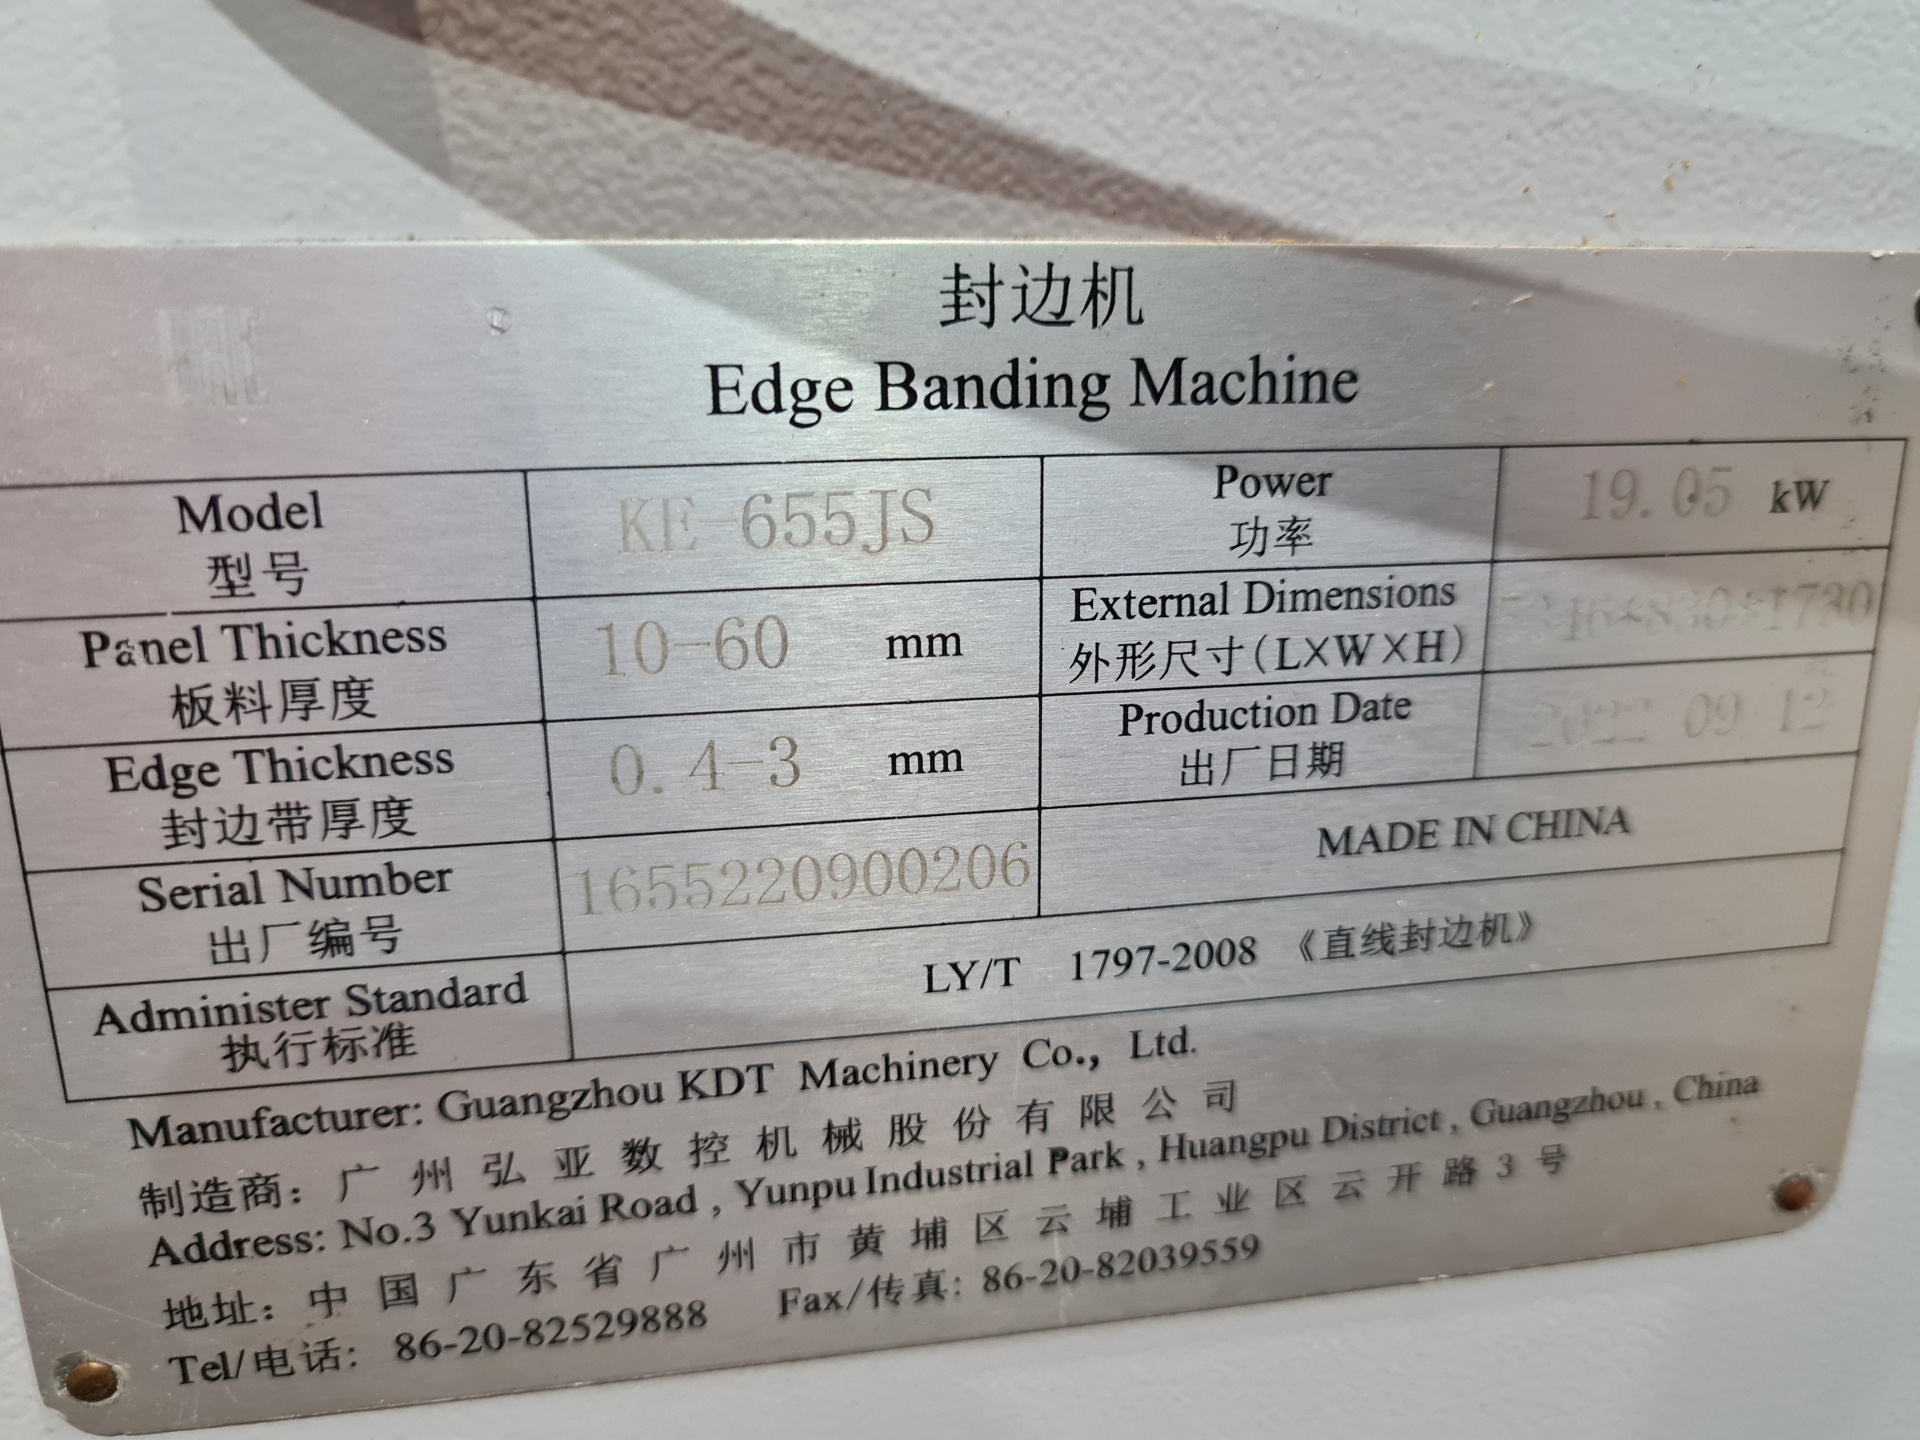 封边机
Edge Banding Machine
Model
型号
KE-655JS
Power
功率
19.05 kW
Panel Thickness
板料厚度
10-60 mm
External Dimensions
外形尺寸(L×W×H)
830*1730
Edge Thickness
封边带厚度
0.4-3 mm
Production Date
出厂日期
2022 09 12
Serial Number
出厂编号
1655220900206
MADE IN CHINA
Administer Standard
执行标准
LY/T 1797-2008 《直线封边机》
Manufacturer: Guangzhou KDT Machinery Co., Ltd.
制造商: 广州弘亚数控机械股份有限公司
Address: No.3 Yunkai Road, Yunpu Industrial Park, Huangpu District, Guangzhou, China
地址: 中国广东省广州市黄埔区云埔工业区云开路3号
Tel/电话: 86-20-82529888 Fax/传真: 86-20-82039559